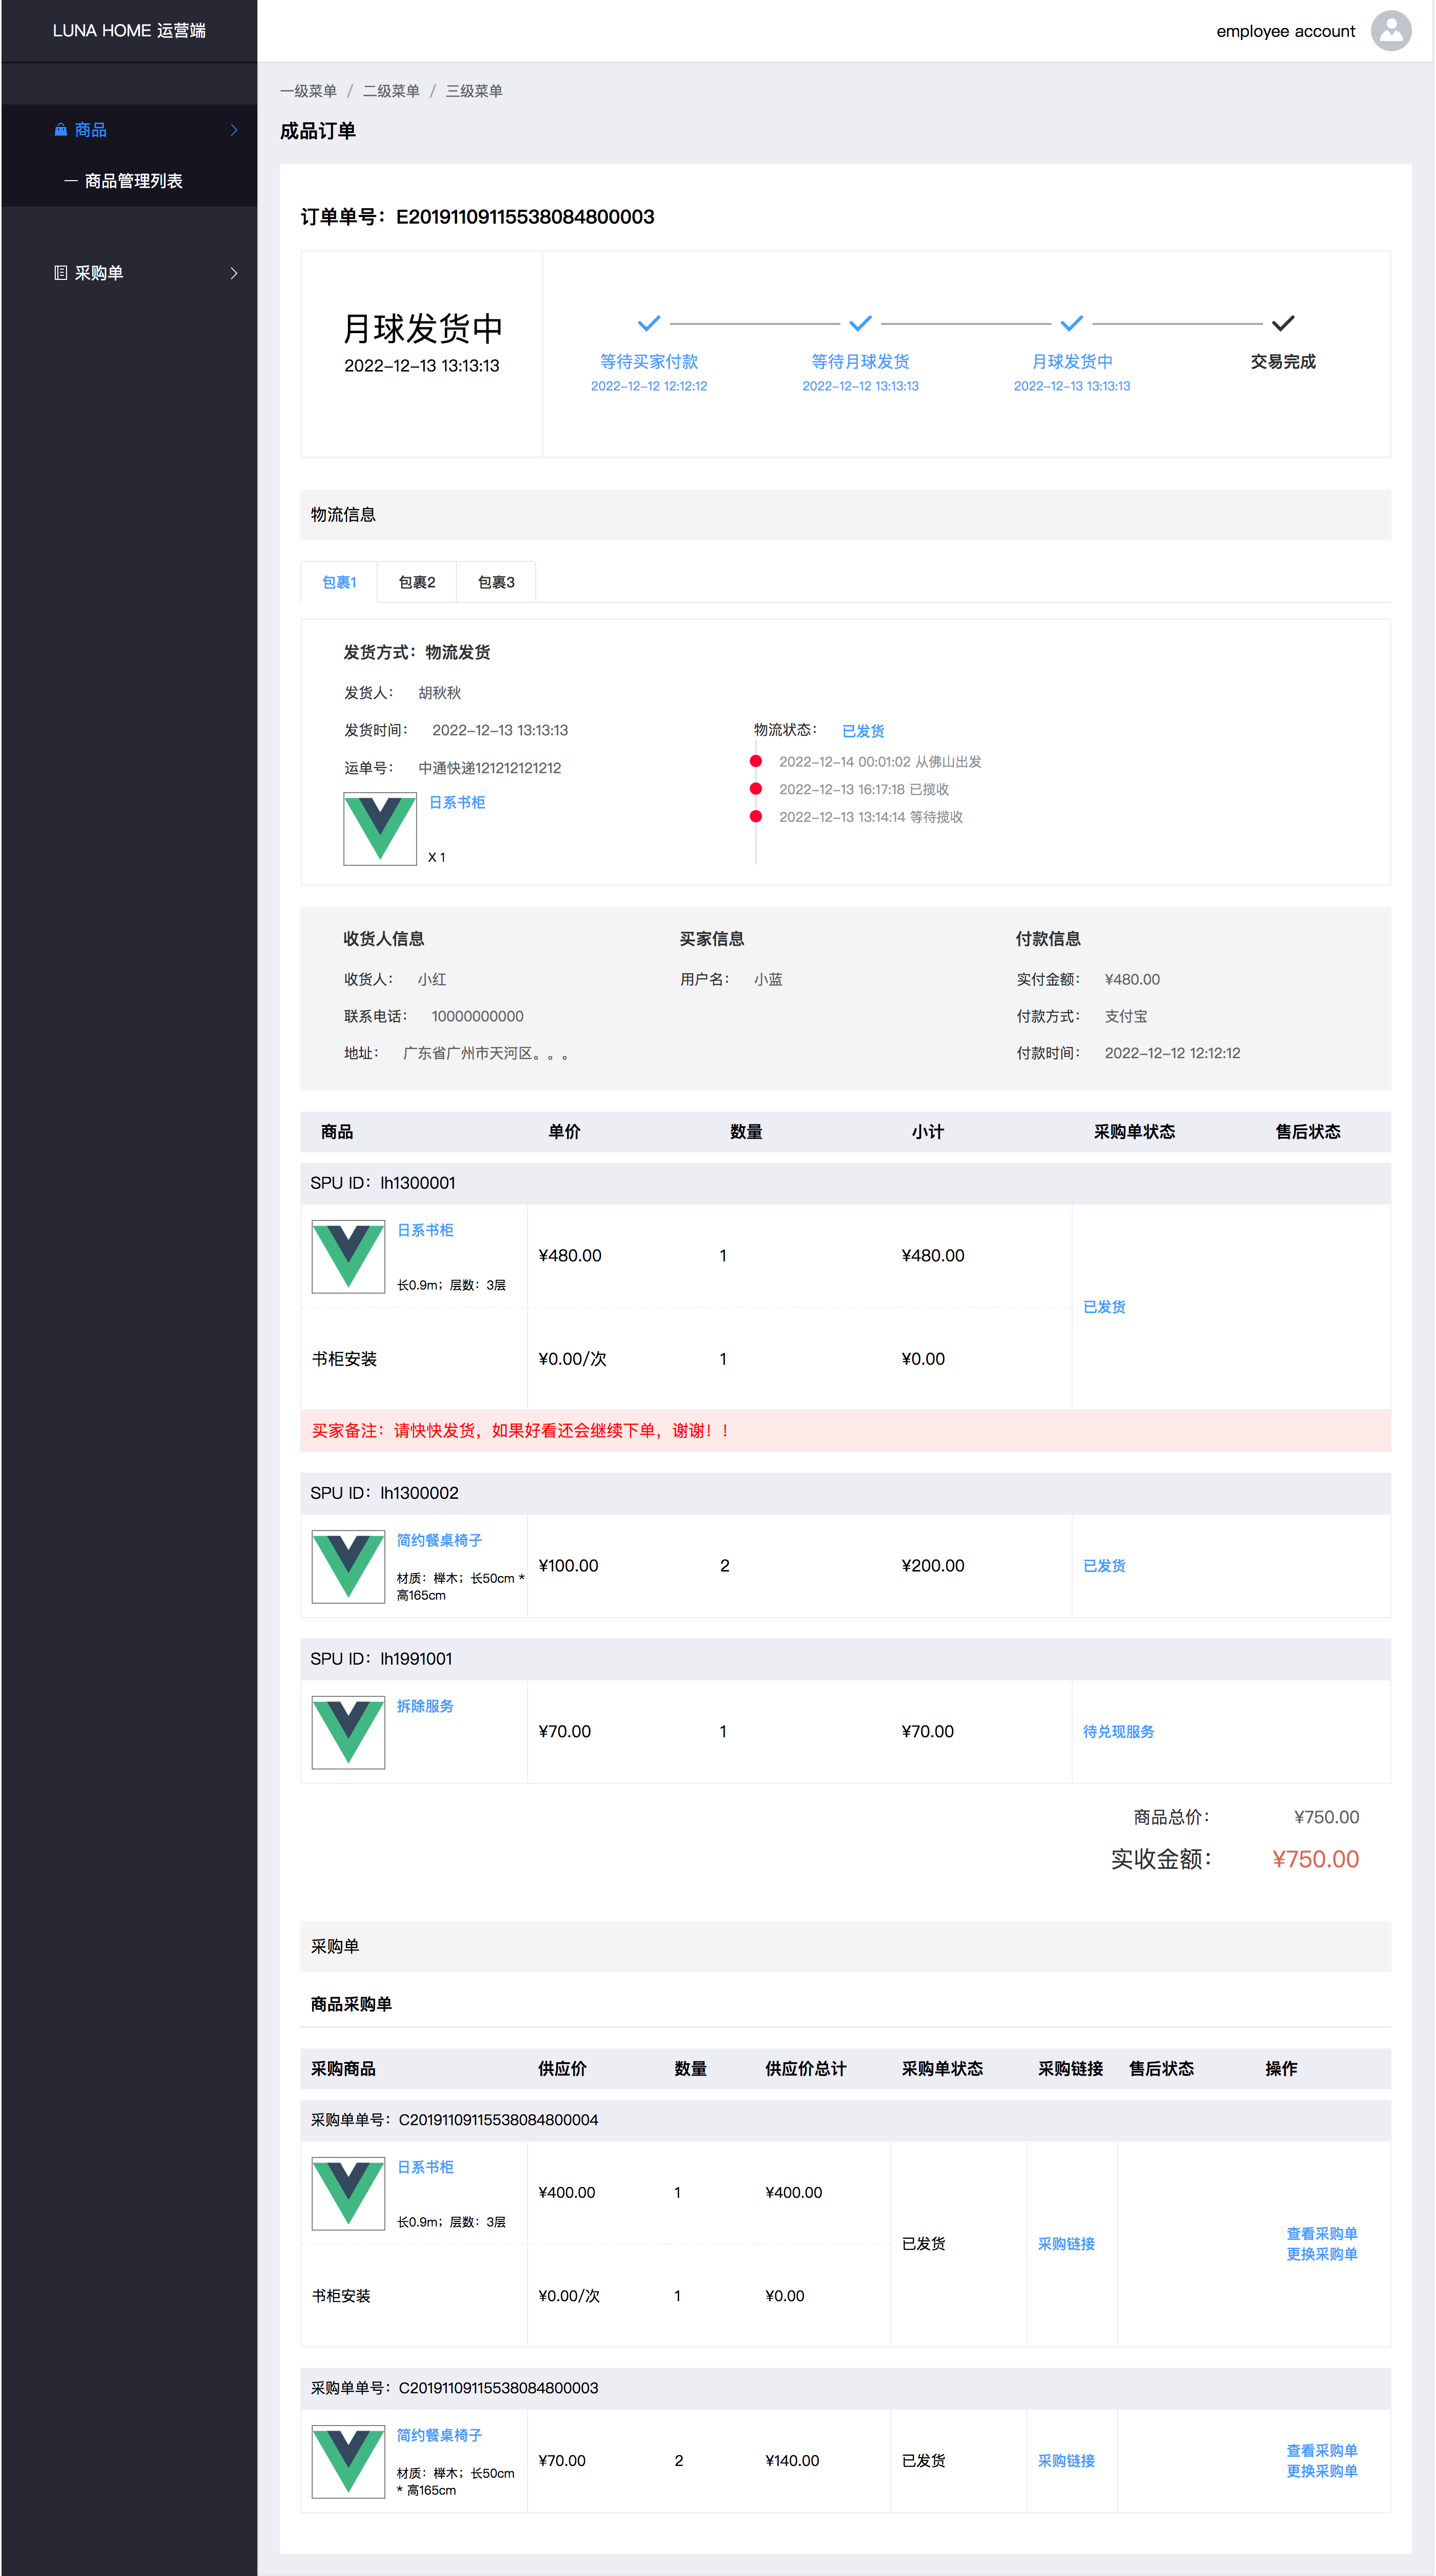 LUNA HOME 运营端
employee account
商品
商品管理列表
采购单
一级菜单 / 二级菜单 / 三级菜单
成品订单
订单单号：E20191109115538084800003
月球发货中
2022-12-13 13:13:13
等待买家付款
2022-12-12 12:12:12
等待月球发货
2022-12-12 13:13:13
月球发货中
2022-12-13 13:13:13
交易完成
物流信息
包裹1 包裹2 包裹3
发货方式：物流发货
发货人： 胡秋秋
发货时间： 2022-12-13 13:13:13
运单号： 中通快递121212121212
日系书柜
X 1
物流状态： 已发货
2022-12-14 00:01:02 从佛山出发
2022-12-13 16:17:18 已揽收
2022-12-13 13:14:14 等待揽收
收货人信息
收货人： 小红
联系电话： 10000000000
地址： 广东省广州市天河区。。。
买家信息
用户名： 小蓝
付款信息
实付金额： ¥480.00
付款方式： 支付宝
付款时间： 2022-12-12 12:12:12
商品 单价 数量 小计 采购单状态 售后状态
SPU ID：lh1300001
日系书柜
长0.9m；层数：3层
¥480.00 1 ¥480.00
已发货
书柜安装 ¥0.00/次 1 ¥0.00
买家备注：请快快发货，如果好看还会继续下单，谢谢！！
SPU ID：lh1300002
简约餐桌椅子
材质：榉木；长50cm *
高165cm
¥100.00 2 ¥200.00 已发货
SPU ID：lh1991001
拆除服务
¥70.00 1 ¥70.00 待兑现服务
商品总价： ¥750.00
实收金额： ¥750.00
采购单
商品采购单
采购商品 供应价 数量 供应价总计 采购单状态 采购链接 售后状态 操作
采购单单号：C20191109115538084800004
日系书柜
长0.9m；层数：3层
¥400.00 1 ¥400.00
已发货 采购链接
查看采购单
更换采购单
书柜安装 ¥0.00/次 1 ¥0.00
采购单单号：C20191109115538084800003
简约餐桌椅子
材质：榉木；长50cm
* 高165cm
¥70.00 2 ¥140.00 已发货 采购链接
查看采购单
更换采购单